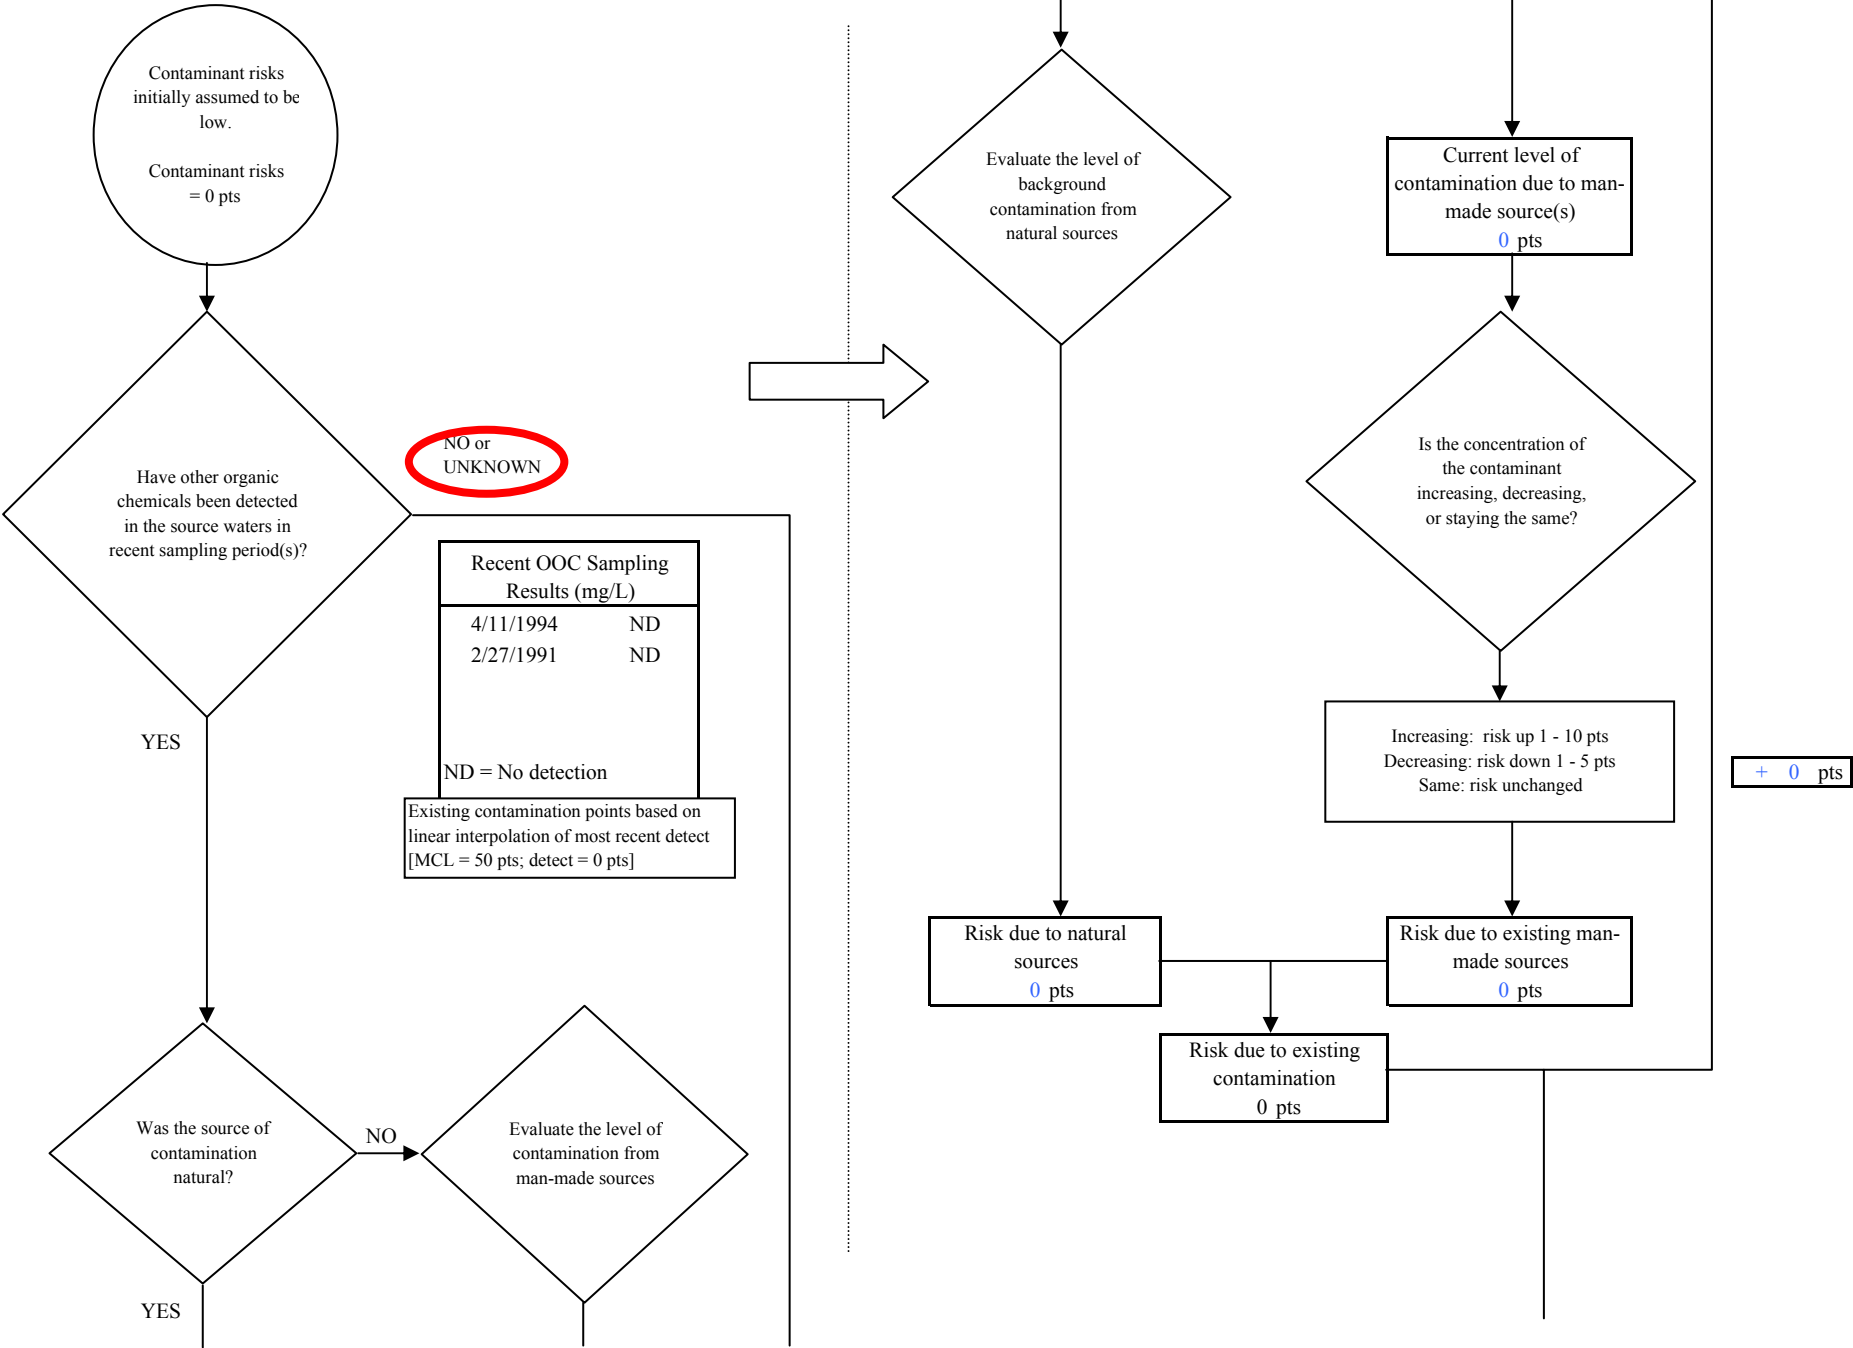 Contaminant risks
initially assumed to be
low.
Contaminant risks
= 0 pts
Have other organic
chemicals been detected
in the source waters in
recent sampling period(s)?
NO or
UNKNOWN
Recent OOC Sampling
Results (mg/L)
4/11/1994 ND
2/27/1991 ND
ND = No detection
Existing contamination points based on
linear interpolation of most recent detect
[MCL = 50 pts; detect = 0 pts]
YES
Was the source of
contamination
natural?
NO
Evaluate the level of
contamination from
man-made sources
YES
Evaluate the level of
background
contamination from
natural sources
Current level of
contamination due to man-
made source(s)
0 pts
Is the concentration of
the contaminant
increasing, decreasing,
or staying the same?
Increasing: risk up 1 - 10 pts
Decreasing: risk down 1 - 5 pts
Same: risk unchanged
+ 0 pts
Risk due to natural
sources
0 pts
Risk due to existing man-
made sources
0 pts
Risk due to existing
contamination
0 pts